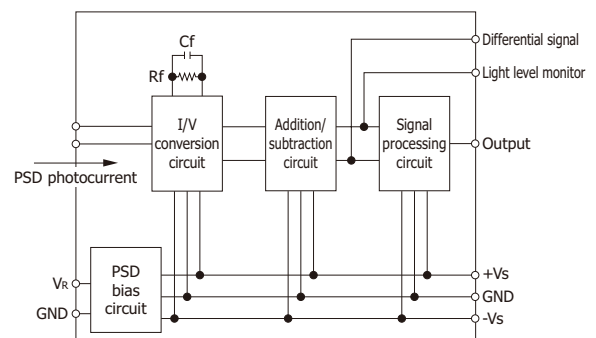 Cf
Rf
Differential signal
Light level monitor
I/V
conversion
circuit
Addition/
subtraction
circuit
Signal
processing
circuit
Output
PSD photocurrent
PSD
bias
circuit
VR
GND
+Vs
GND
-Vs